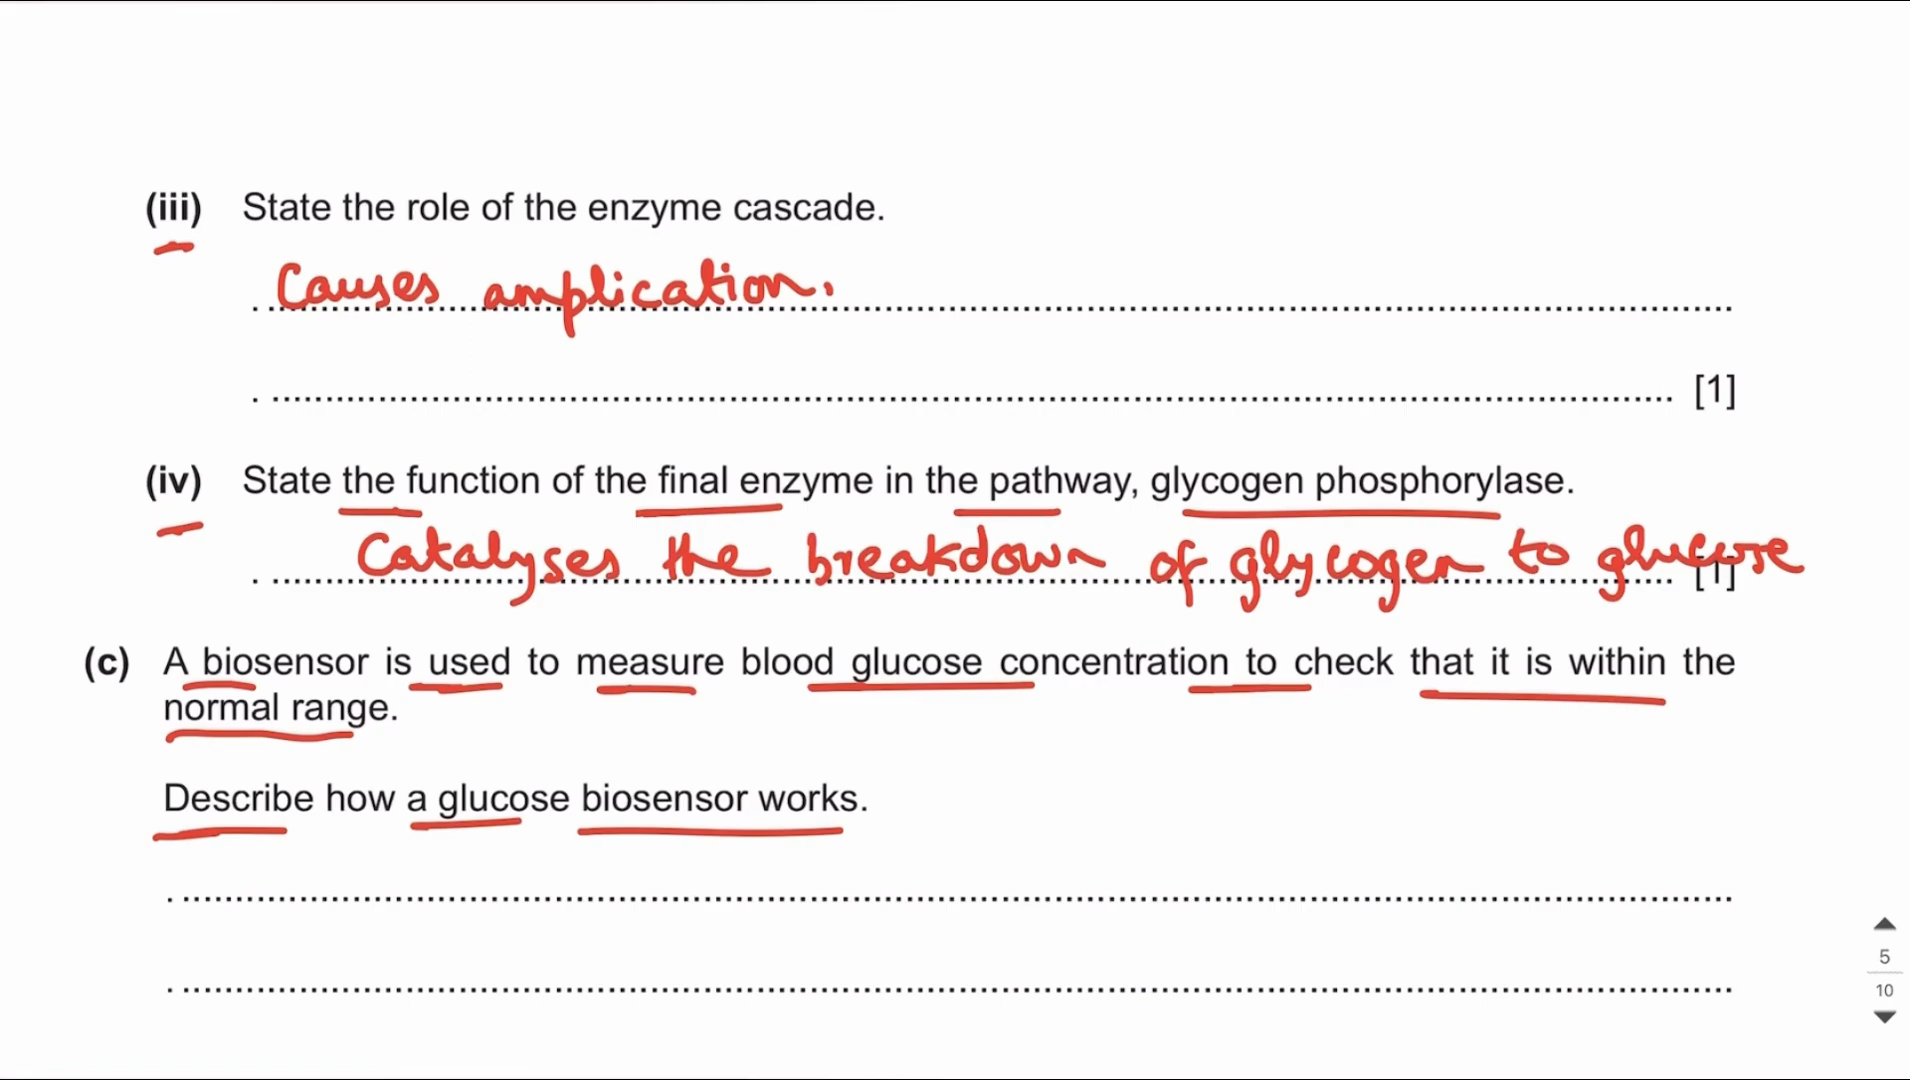 (iii) State the role of the enzyme cascade.
Causes amplication.
[1]
(iv) State the function of the final enzyme in the pathway, glycogen phosphorylase.
Catalyses the breakdown of glycogen to glucose
[1]
(c) A biosensor is used to measure blood glucose concentration to check that it is within the
normal range.
Describe how a glucose biosensor works.
5
10